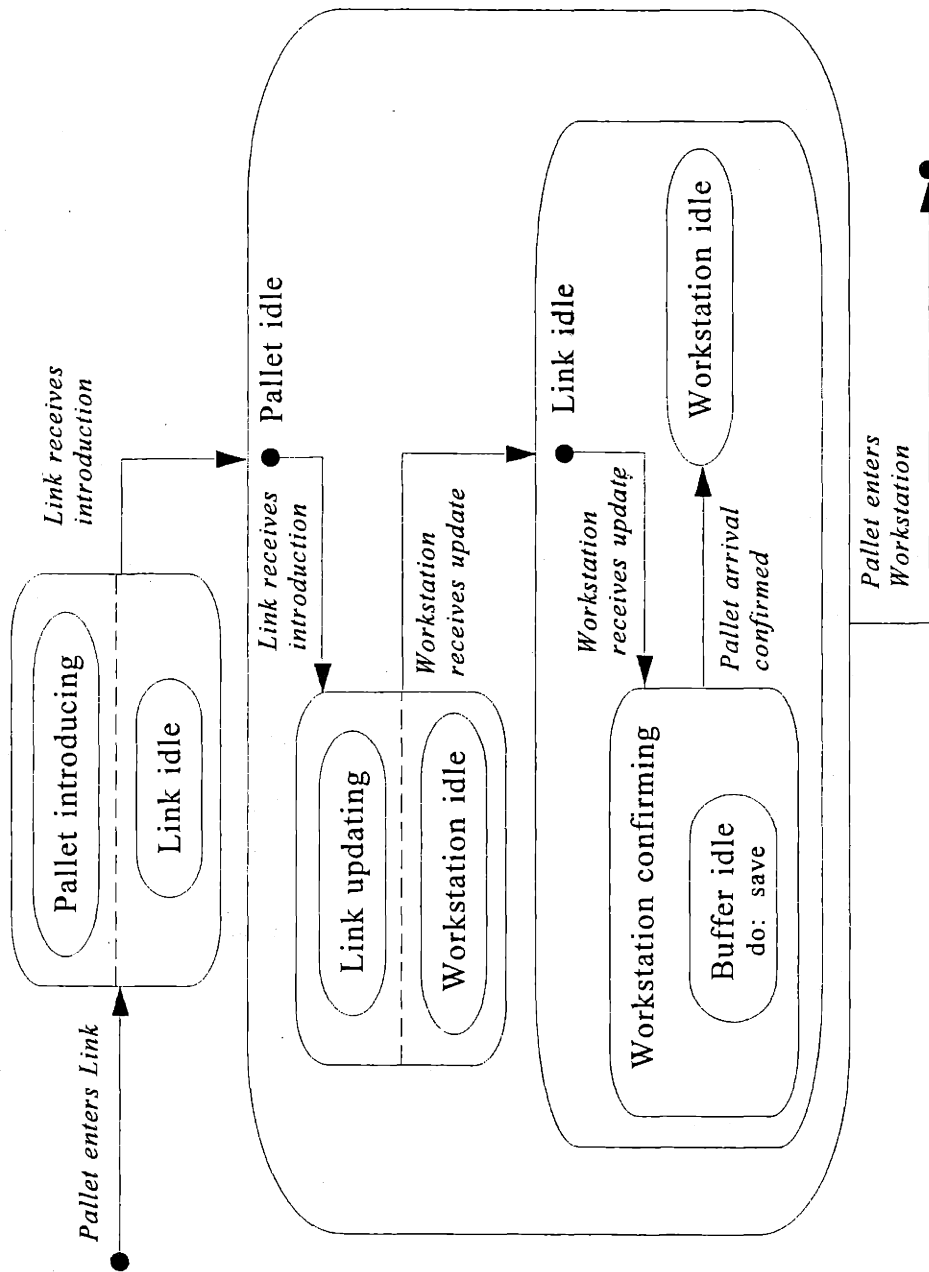 Pallet enters Link
Pallet introducing
Link idle
Link receives
introduction
Pallet idle
Link receives
introduction
Link updating
Workstation idle
Workstation
receives update
Link idle
Workstation
receives update
Workstation confirming
Buffer idle
do: save
Pallet arrival
confirmed
Workstation idle
Pallet enters
Workstation